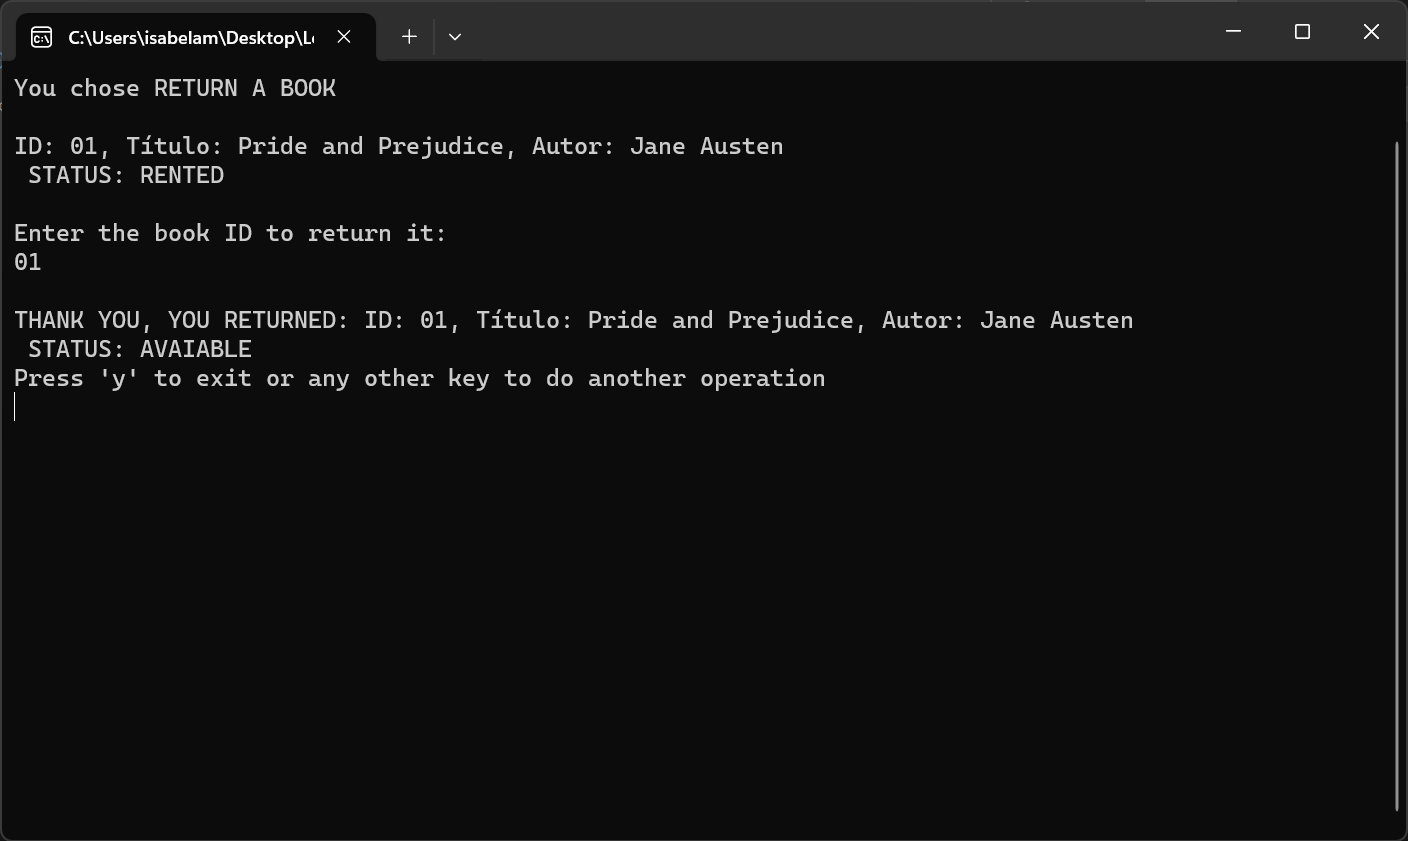 C:\Users\isabelam\Desktop\L
You chose RETURN A BOOK
ID: 01, Título: Pride and Prejudice, Autor: Jane Austen
STATUS: RENTED
Enter the book ID to return it:
01
THANK YOU, YOU RETURNED: ID: 01, Título: Pride and Prejudice, Autor: Jane Austen
STATUS: AVAIABLE
Press 'y' to exit or any other key to do another operation